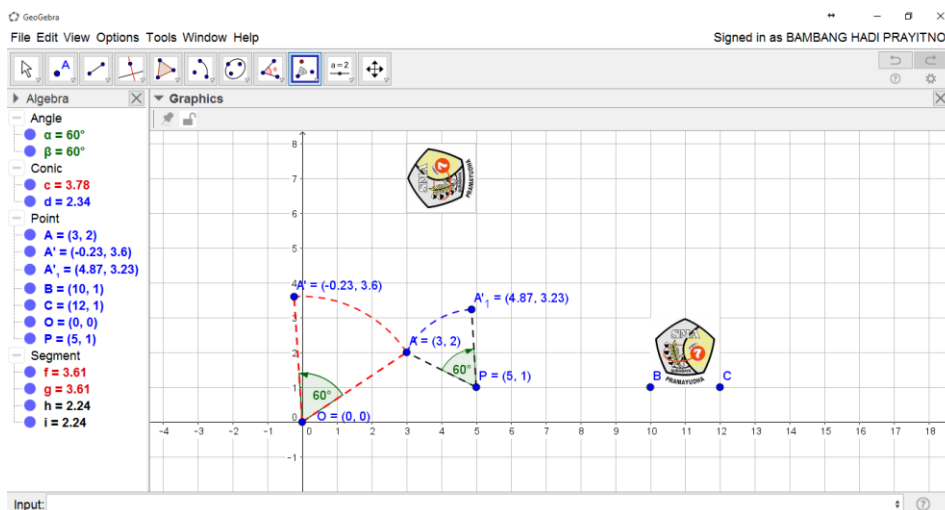 GeoGebra
File Edit View Options Tools Window Help
Signed in as BAMBANG HADI PRAYITNO
A
a = 2
Algebra
Graphics
Angle
α = 60°
β = 60°
Conic
c = 3.78
d = 2.34
Point
A = (3, 2)
A' = (-0.23, 3.6)
A'₁ = (4.87, 3.23)
B = (10, 1)
C = (12, 1)
O = (0, 0)
P = (5, 1)
Segment
f = 3.61
g = 3.61
h = 2.24
i = 2.24
8
7
6
5
4
3
2
1
0
-1
-4 -3 -2 -1 0 1 2 3 4 5 6 7 8 9 10 11 12 13 14 15 16 17 18
SMA
7
PRAMAYUDHA
A' = (-0.23, 3.6)
A'₁ = (4.87, 3.23)
A = (3, 2)
60°
P = (5, 1)
60°
O = (0, 0)
SMA
7
SURABAYA
PRAMAYUDHA
B
C
Input: